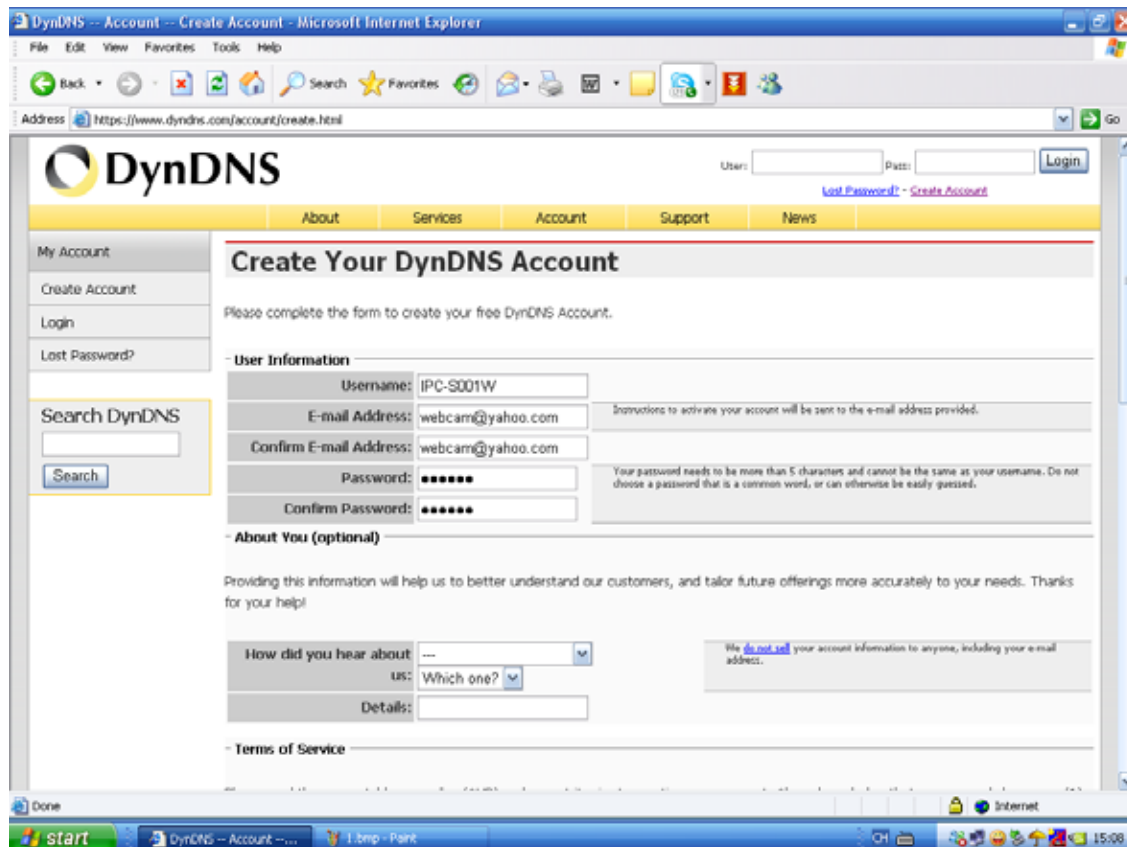 DynDNS -- Account -- Create Account - Microsoft Internet Explorer
File Edit View Favorites Tools Help
Back Search Favorites
Address https://www.dyndns.com/account/create.html Go
DynDNS
User: Pass: Login
Lost Password? - Create Account
About Services Account Support News
My Account
Create Account
Login
Lost Password?
Search DynDNS
Search
Create Your DynDNS Account
Please complete the form to create your free DynDNS Account.
User Information
Username: IPC-S001W
E-mail Address: webcam@yahoo.com
Instructions to activate your account will be sent to the e-mail address provided.
Confirm E-mail Address: webcam@yahoo.com
Password: ●●●●●●
Your password needs to be more than 5 characters and cannot be the same as your username. Do not
choose a password that is a common word, or can otherwise be easily guessed.
Confirm Password: ●●●●●●
About You (optional)
Providing this information will help us to better understand our customers, and tailor future offerings more accurately to your needs. Thanks
for your help!
How did you hear about
us:
---
Which one?
We do not sell your account information to anyone, including your e-mail
address.
Details:
Terms of Service
Done Internet
start DynDNS -- Account --... 1.bmp - Paint CH 15:08